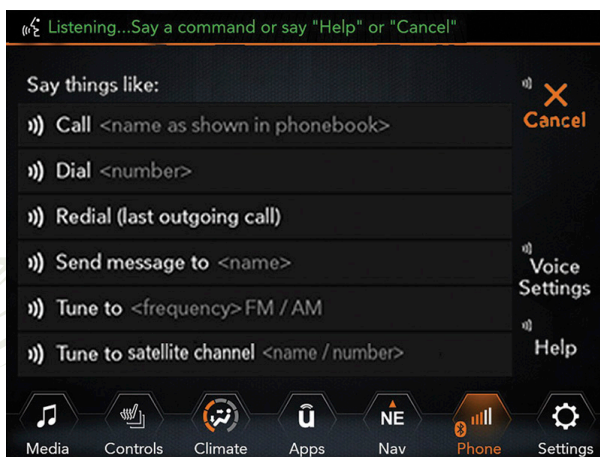 Listening...Say a command or say "Help" or "Cancel"
Say things like:
Call <name as shown in phonebook>
Cancel
Dial <number>
Redial (last outgoing call)
Send message to <name>
Voice
Settings
Tune to <frequency> FM / AM
Tune to satellite channel <name / number>
Help
û
NE
Media
Controls
Climate
Apps
Nav
Phone
Settings